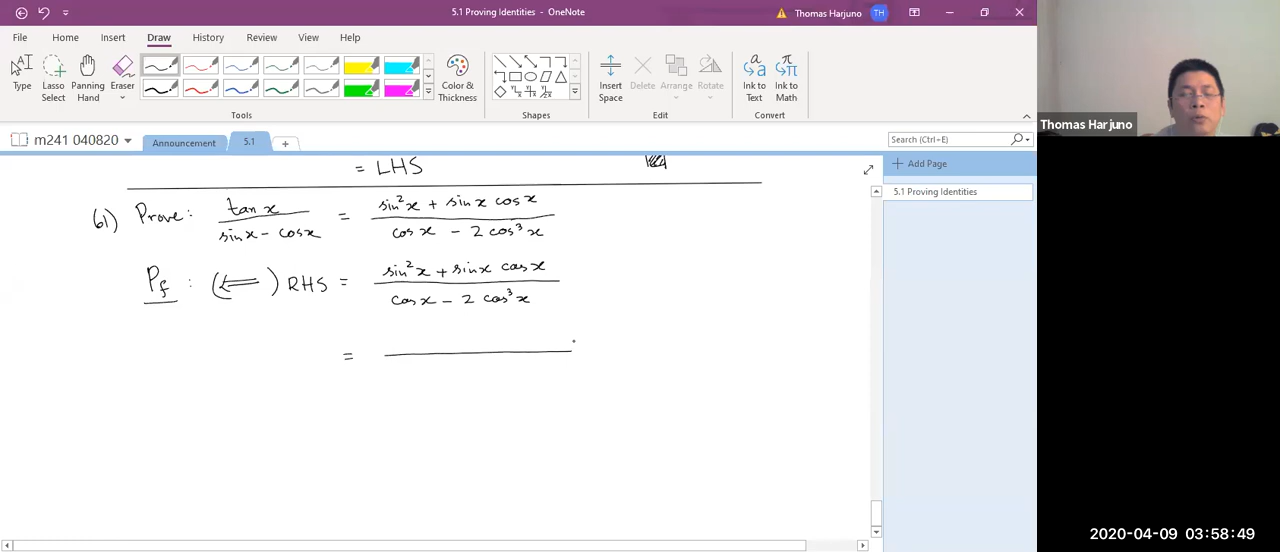 5.1 Proving Identities - OneNote
Thomas Harjuno
TH
File Home Insert Draw History Review View Help
Type
Lasso Select
Panning Hand
Eraser
Color & Thickness
Insert Space
Delete
Arrange
Rotate
Ink to Text
Ink to Math
Tools
Shapes
Edit
Convert
m241 040820
Announcement
5.1
Search (Ctrl+E)
Add Page
5.1 Proving Identities
Thomas Harjuno
= LHS
61) Prove: tan x / (sin x - cos x) = (sin²x + sin x cos x) / (cos x - 2 cos³x)
Pf : (⇐) RHS = (sin²x + sin x cos x) / (cos x - 2 cos³x)
=
2020-04-09 03:58:49